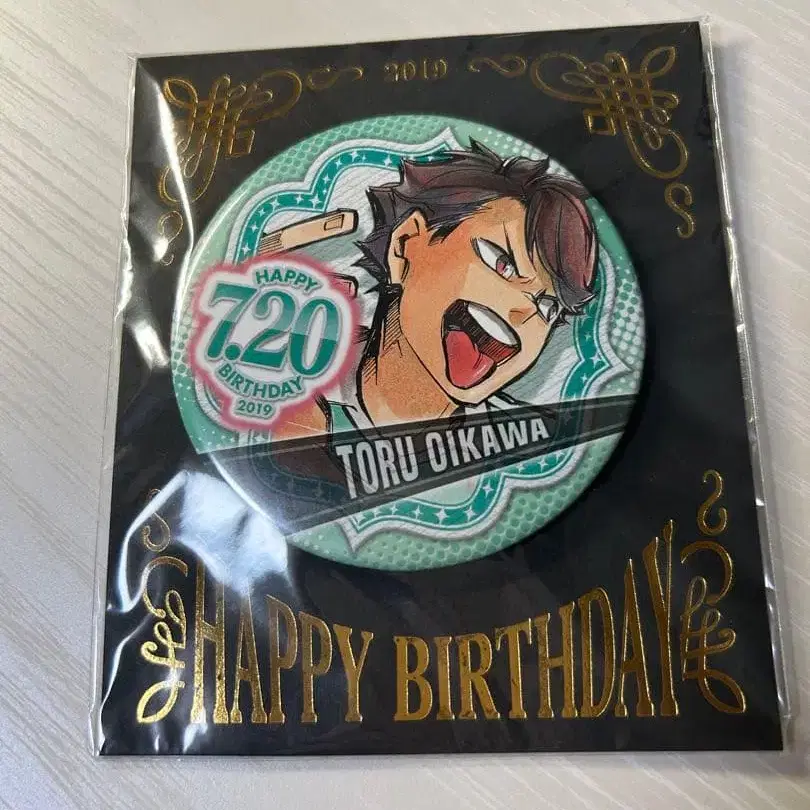 2019
HAPPY
7.20
BIRTHDAY
2019
TORU OIKAWA
HAPPY BIRTHDAY